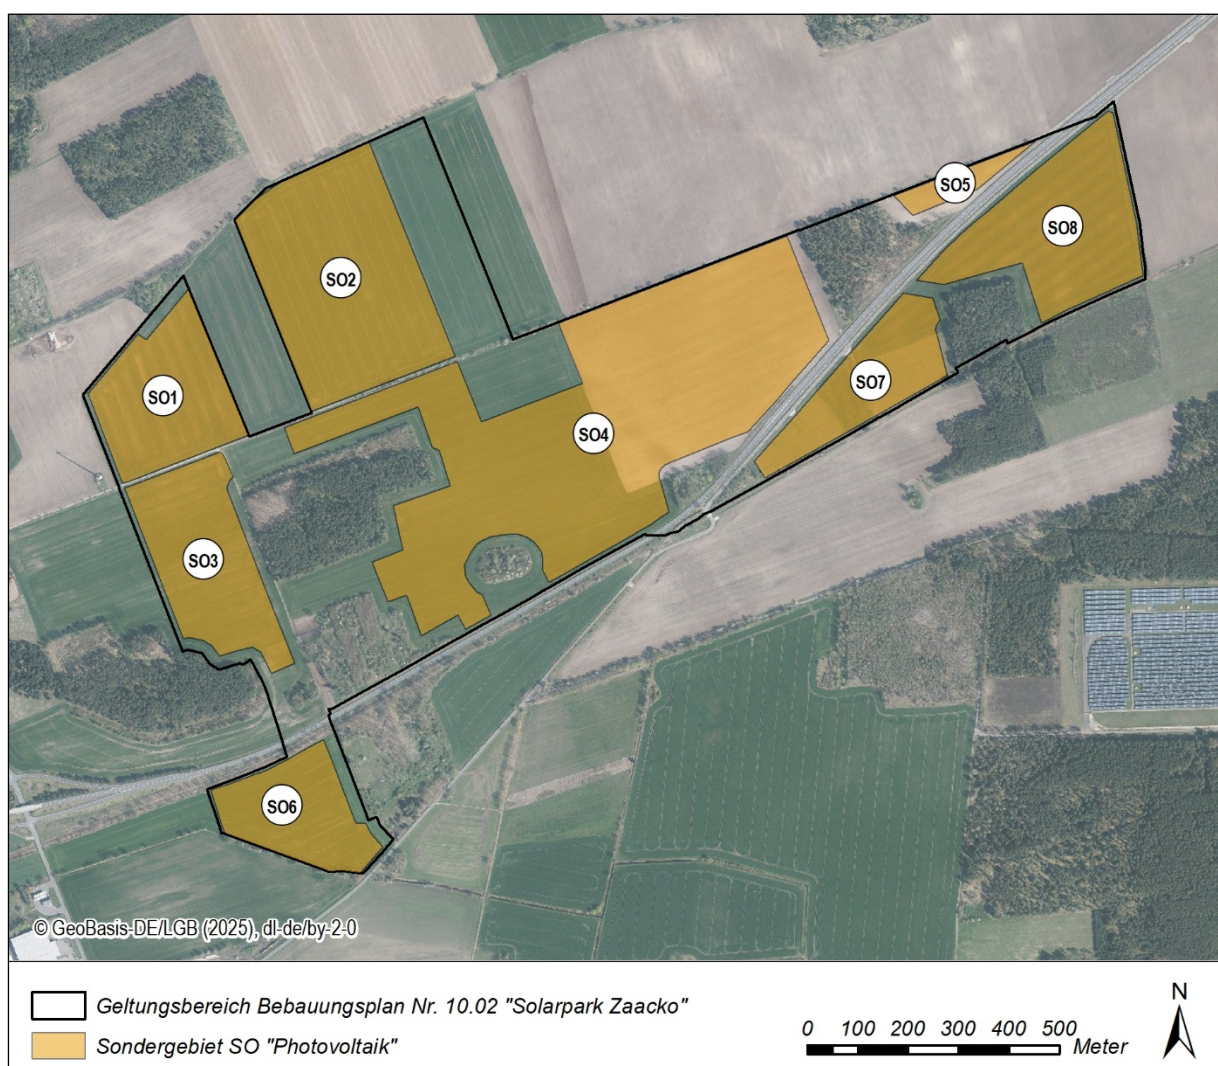 SO5
SO8
SO2
SO7
SO1
SO4
SO3
SO6
© GeoBasis-DE/LGB (2025), dl-de/by-2-0
Geltungsbereich Bebauungsplan Nr. 10.02 "Solarpark Zaacko"
Sondergebiet SO "Photovoltaik"
0 100 200 300 400 500
Meter
N